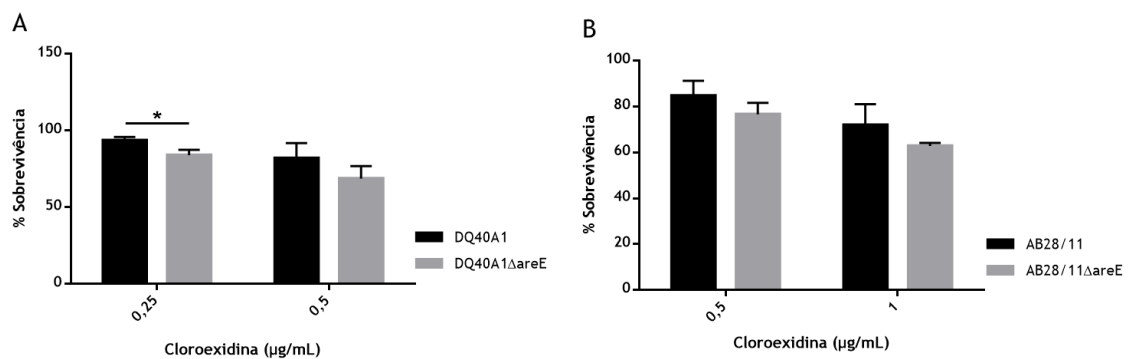 A
150
100
50
0
% Sobrevivência
*
0,25
0,5
Cloroexidina (µg/mL)
DQ40A1
DQ40A1ΔareE
B
100
80
60
40
20
0
% Sobrevivência
0,5
1
Cloroexidina (µg/mL)
AB28/11
AB28/11ΔareE